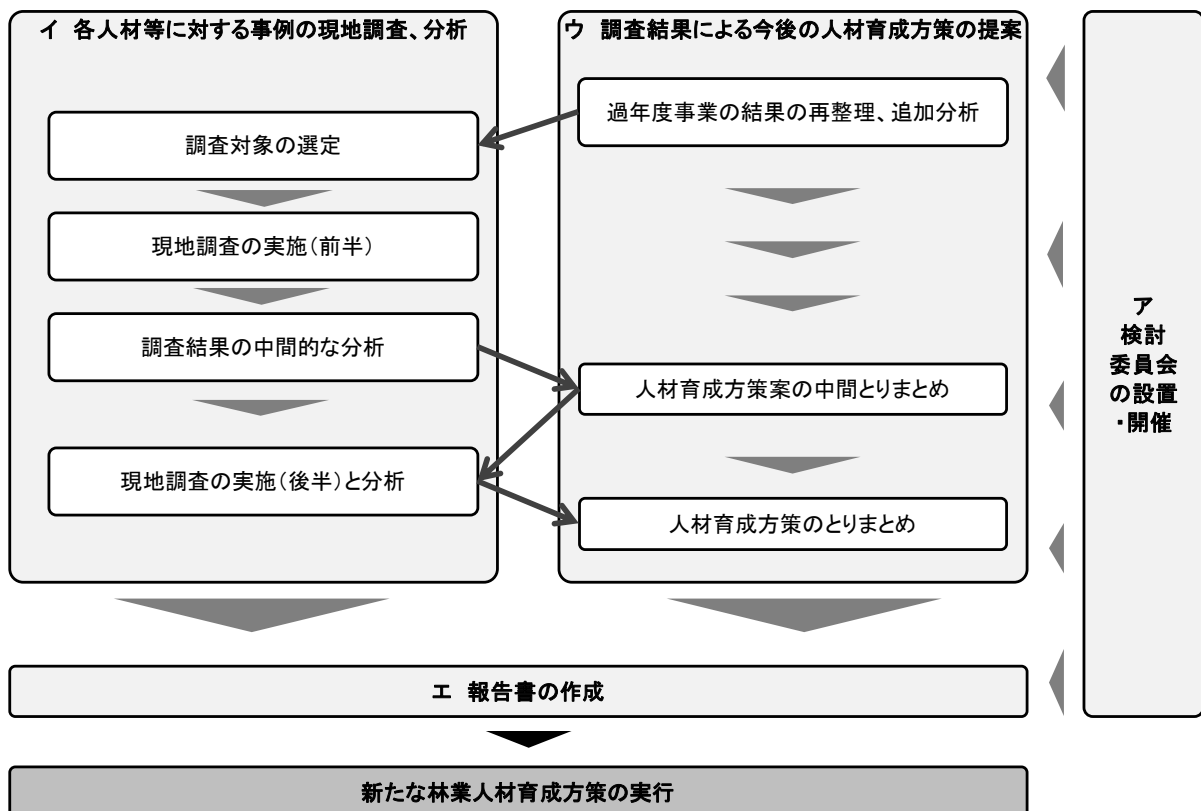 イ 各人材等に対する事例の現地調査、分析
調査対象の選定
現地調査の実施(前半)
調査結果の中間的な分析
現地調査の実施(後半)と分析
ウ 調査結果による今後の人材育成方策の提案
過年度事業の結果の再整理、追加分析
人材育成方策案の中間とりまとめ
人材育成方策のとりまとめ
ア
検討
委員会
の設置
・開催
エ 報告書の作成
新たな林業人材育成方策の実行